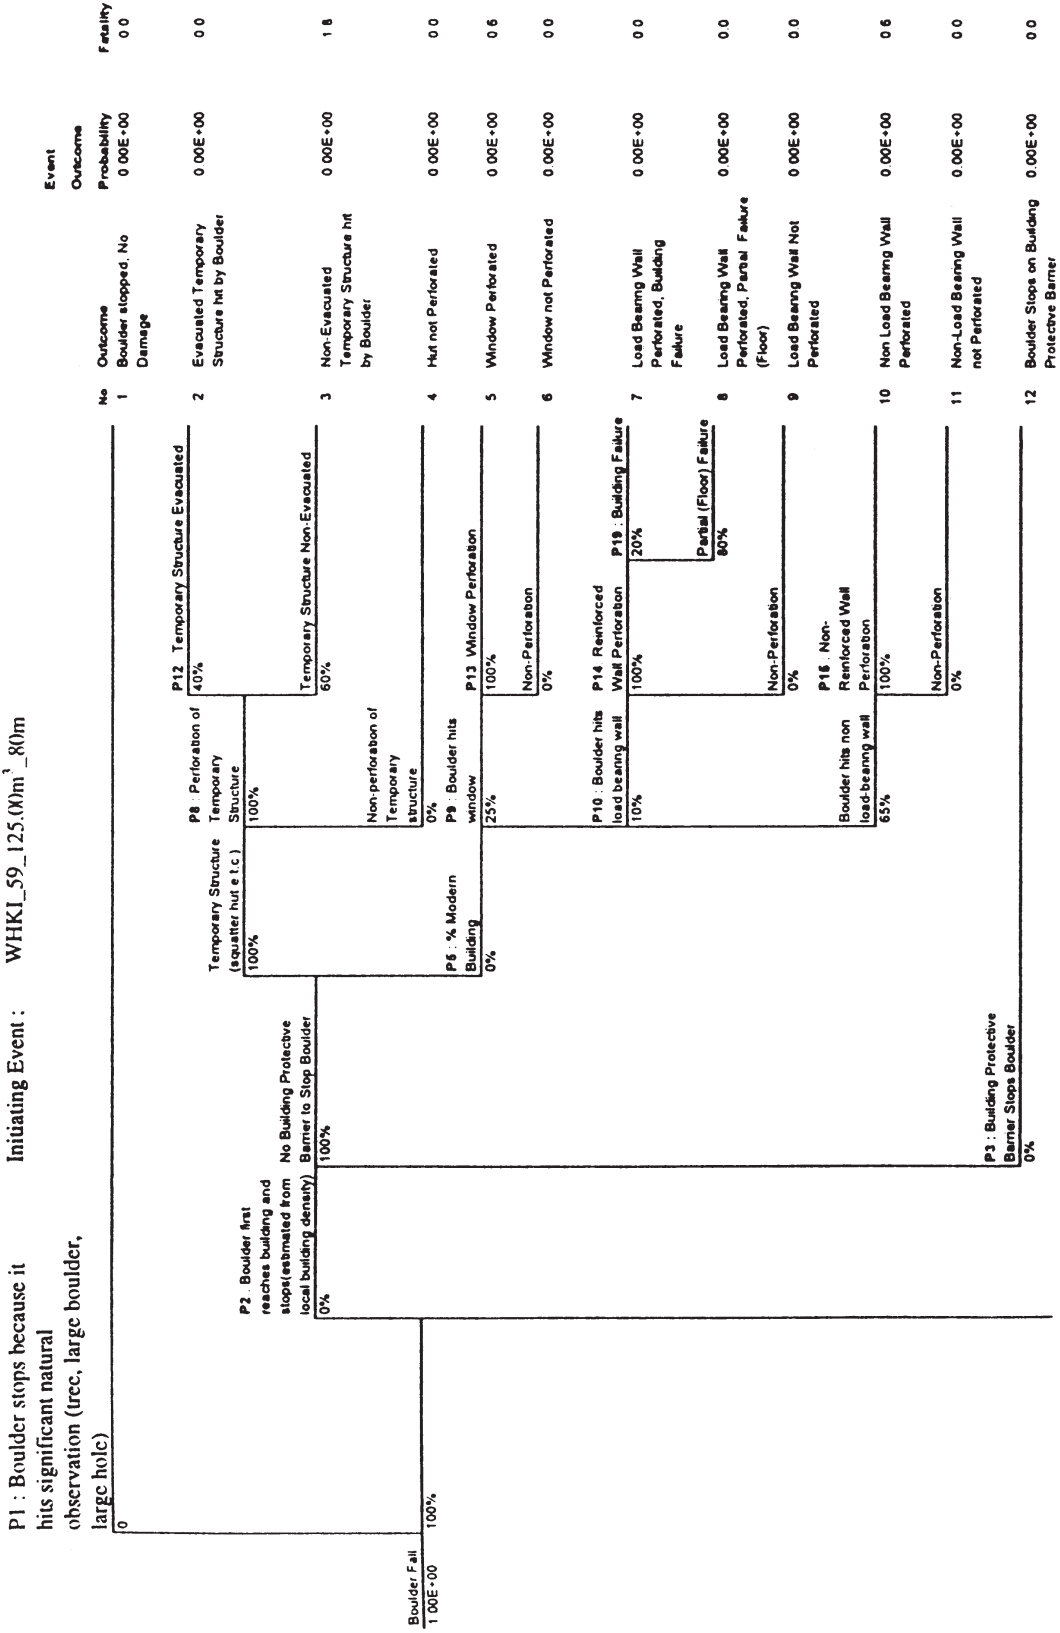 P1 : Boulder stops because it
hits significant natural
observation (tree, large boulder,
large hole)
Initiating Event :
WHKI_59_125.00m³_80m
Event
Outcome
No Outcome Probability Fatality
Boulder Fall
1 00E+00
0
100%
P2 . Boulder first
reaches building and
stops(estimated from
local building density)
0%
No Building Protective
Barrier to Stop Boulder
100%
P3 : Building Protective
Barrier Stops Boulder
0%
Temporary Structure
(squatter hut e t.c )
100%
P6 : % Modern
Building
0%
P8 : Perforation of
Temporary
Structure
100%
Non-perforation of
Temporary
structure
0%
P9 : Boulder hits
window
25%
P10 : Boulder hits
load bearing wall
10%
Boulder hits non
load-bearing wall
65%
P12 Temporary Structure Evacuated
40%
Temporary Structure Non-Evacuated
60%
P13 Window Perforation
100%
Non-Perforation
0%
P14 Reinforced
Wall Perforation
100%
Non-Perforation
0%
Non-
Reinforced Wall
Perforation
100%
Non-Perforation
0%
P19 : Building Failure
20%
Partial (Floor) Failure
80%
1 Boulder stopped, No 0 00E+00 0 0
Damage
2 Evacuated Temporary 0.00E+00 0.0
Structure hit by Boulder
3 Non-Evacuated 0 00E+00 1 8
Temporary Structure hit
by Boulder
4 Hut not Perforated 0 00E+00 0 0
5 Window Perforated 0 00E+00 0 6
6 Window not Perforated 0.00E+00 0 0
7 Load Bearing Wall 0 00E+00 0 0
Perforated, Building
Failure
8 Load Bearing Wall 0.00E+00 0.0
Perforated, Partial Failure
(Floor)
9 Load Bearing Wall Not 0 00E+00 0 0
Perforated
10 Non Load Bearing Wall 0 00E+00 0 6
Perforated
11 Non-Load Bearing Wall 0.00E+00 0 0
not Perforated
12 Boulder Stops on Building 0.00E+00 0 0
Protective Barrier